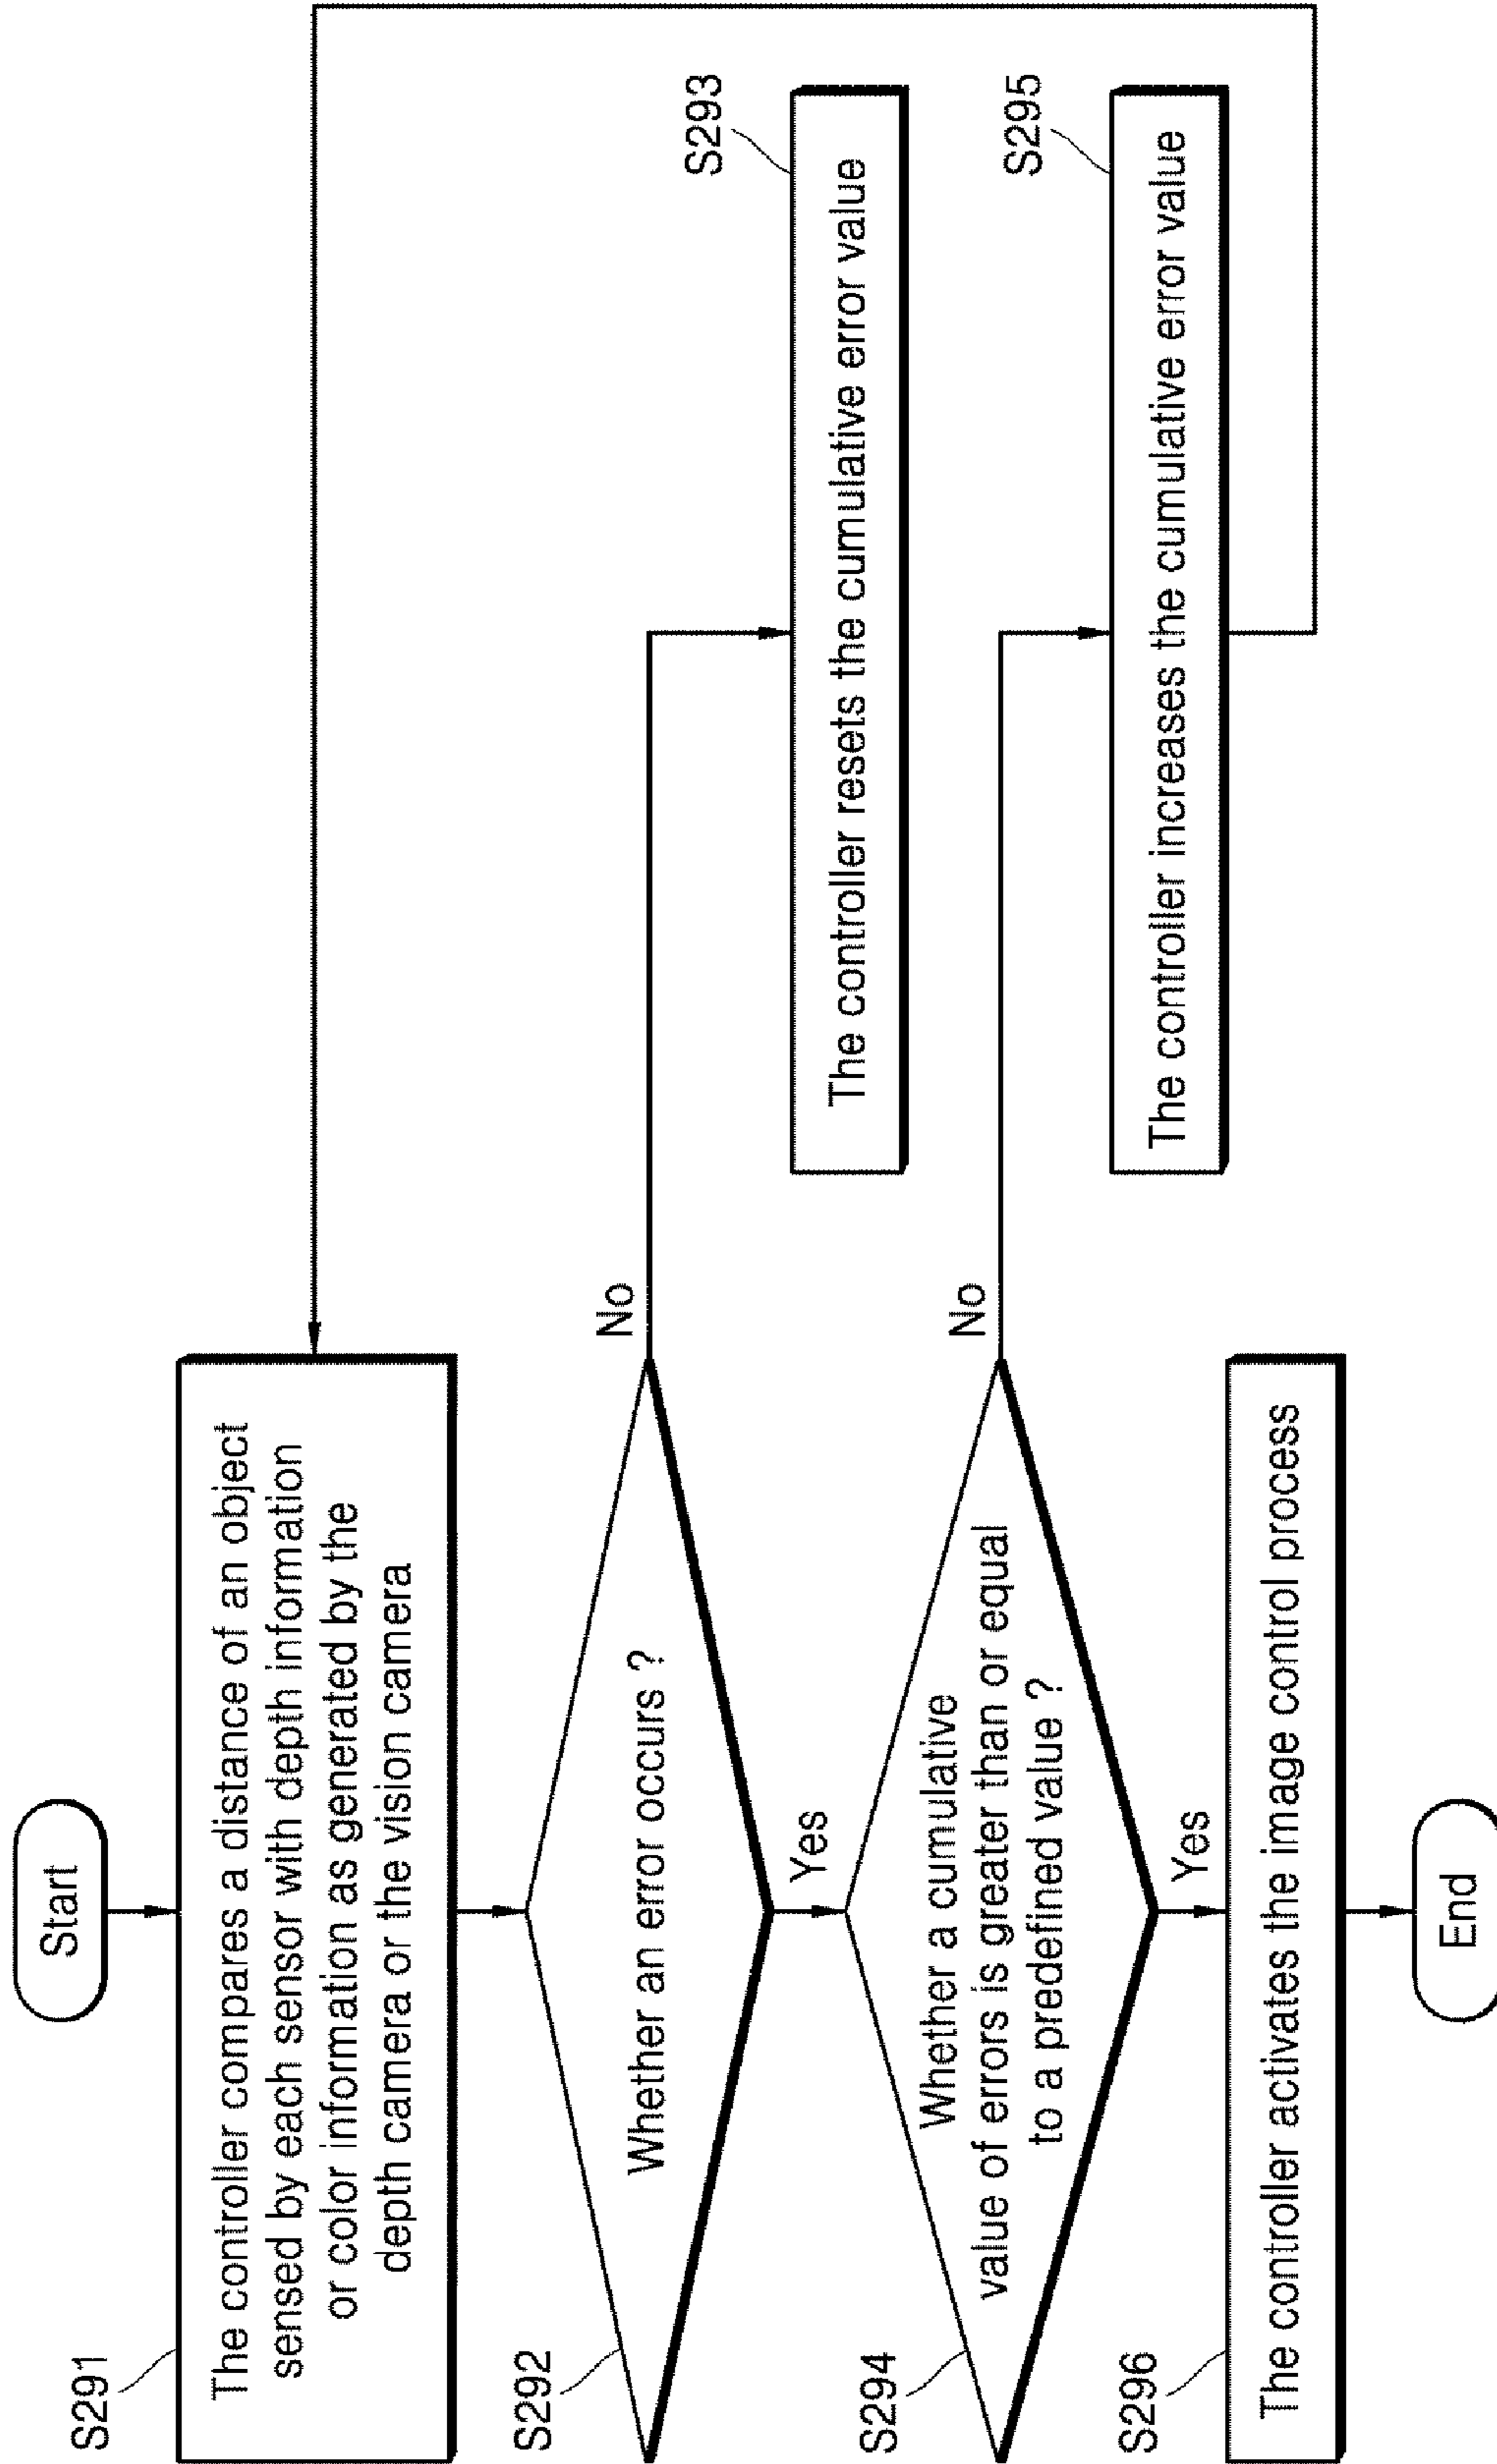 Start
S291
The controller compares a distance of an object
sensed by each sensor with depth information
or color information as generated by the
depth camera or the vision camera
S292
Whether an error occurs ?
No
S293
The controller resets the cumulative error value
Yes
S294
Whether a cumulative
value of errors is greater than or equal
to a predefined value ?
No
S295
The controller increases the cumulative error value
Yes
S296
The controller activates the image control process
End